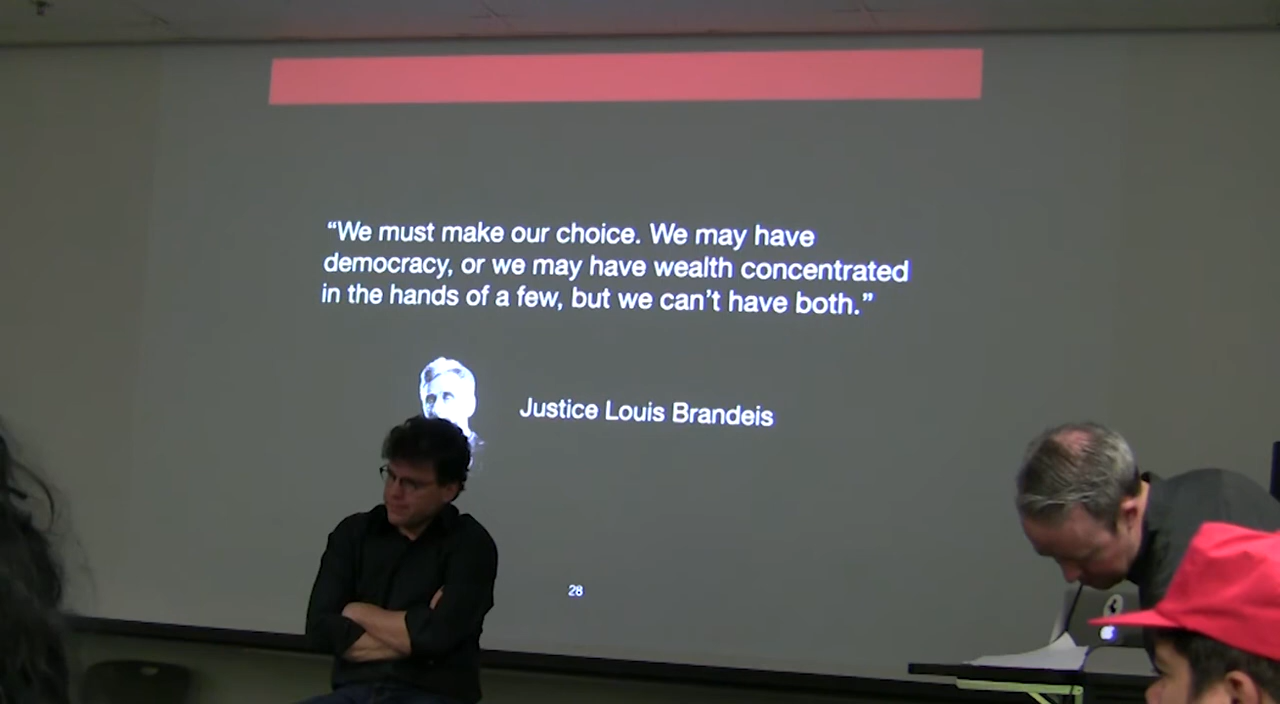 “We must make our choice. We may have
democracy, or we may have wealth concentrated
in the hands of a few, but we can’t have both.”
Justice Louis Brandeis
28